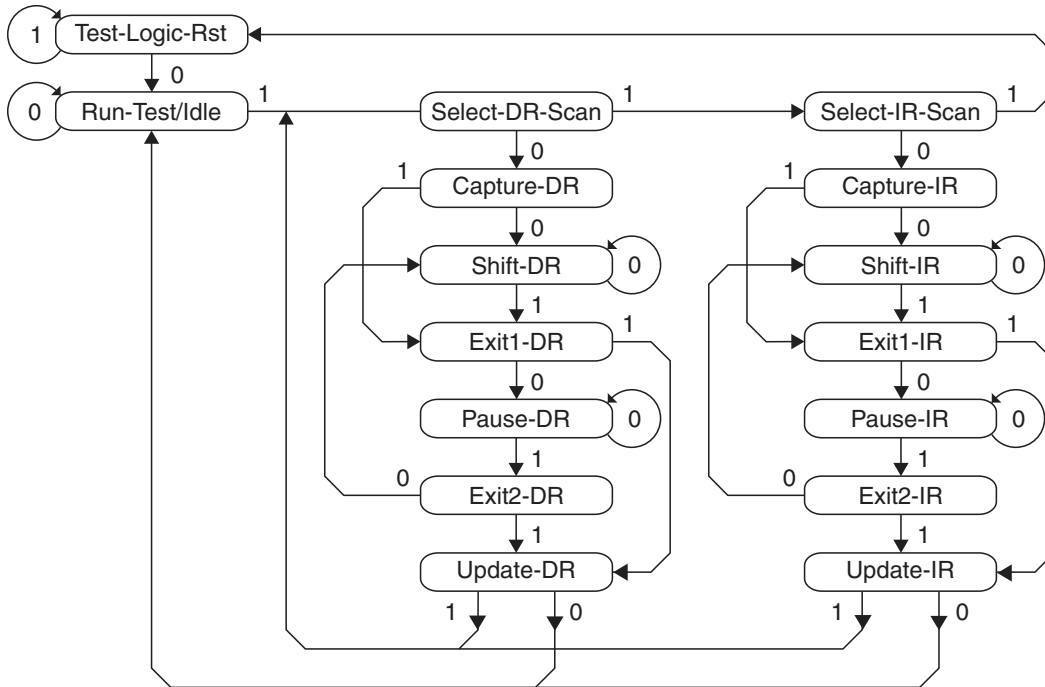 1 Test-Logic-Rst
0
0 Run-Test/Idle 1 Select-DR-Scan 1 Select-IR-Scan 1
0 0
1 Capture-DR 1 Capture-IR
0 0
Shift-DR 0 Shift-IR 0
1 1
Exit1-DR 1 Exit1-IR 1
0 0
Pause-DR 0 Pause-IR 0
1 1
0 Exit2-DR 0 Exit2-IR
1 1
Update-DR Update-IR
1 0 1 0